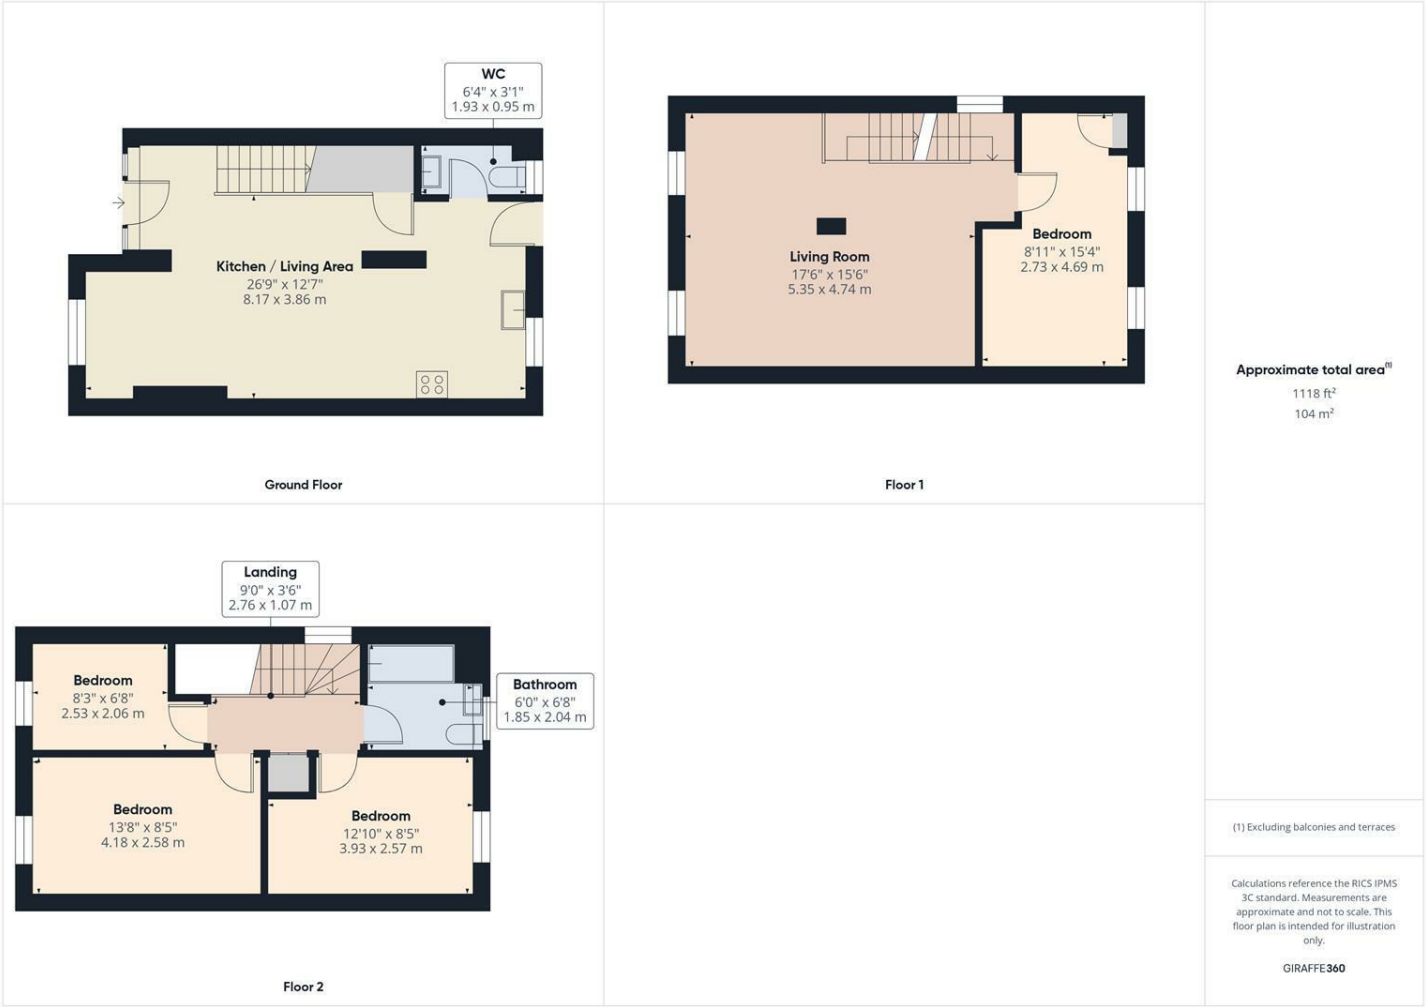 WC
6'4" x 3'1"
1.93 x 0.95 m
Kitchen / Living Area
26'9" x 12'7"
8.17 x 3.86 m
Ground Floor
Living Room
17'6" x 15'6"
5.35 x 4.74 m
Bedroom
8'11" x 15'4"
2.73 x 4.69 m
Floor 1
Landing
9'0" x 3'6"
2.76 x 1.07 m
Bedroom
8'3" x 6'8"
2.53 x 2.06 m
Bathroom
6'0" x 6'8"
1.85 x 2.04 m
Bedroom
13'8" x 8'5"
4.18 x 2.58 m
Bedroom
12'10" x 8'5"
3.93 x 2.57 m
Floor 2
Approximate total area⁽¹⁾
1118 ft²
104 m²
(1) Excluding balconies and terraces
Calculations reference the RICS IPMS
3C standard. Measurements are
approximate and not to scale. This
floor plan is intended for illustration
only.
GIRAFFE360